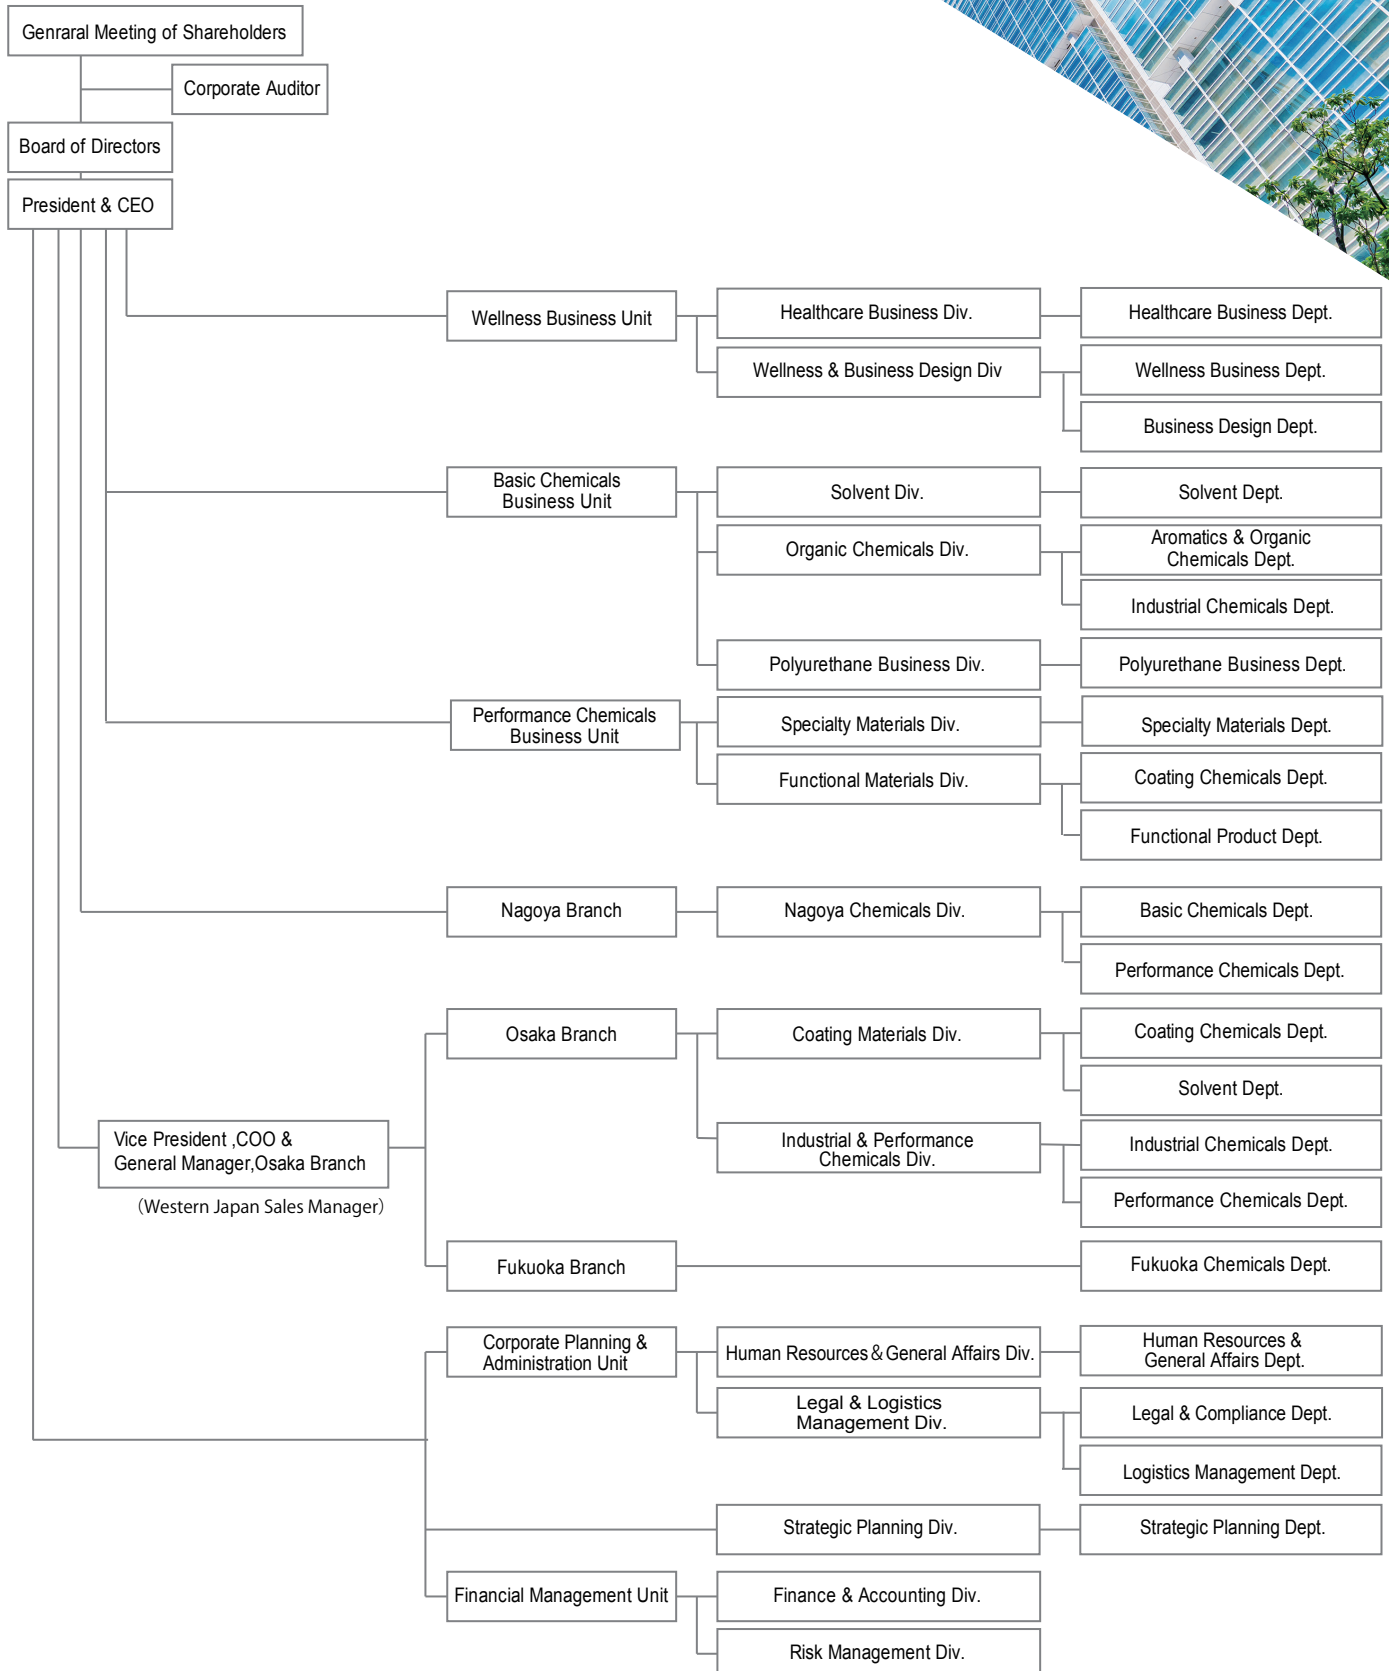 Genraral Meeting of Shareholders
Corporate Auditor
Board of Directors
President & CEO
Wellness Business Unit
Healthcare Business Div.
Healthcare Business Dept.
Wellness & Business Design Div
Wellness Business Dept.
Business Design Dept.
Basic Chemicals
Business Unit
Solvent Div.
Solvent Dept.
Organic Chemicals Div.
Aromatics & Organic
Chemicals Dept.
Industrial Chemicals Dept.
Polyurethane Business Div.
Polyurethane Business Dept.
Performance Chemicals
Business Unit
Specialty Materials Div.
Specialty Materials Dept.
Functional Materials Div.
Coating Chemicals Dept.
Functional Product Dept.
Nagoya Branch
Nagoya Chemicals Div.
Basic Chemicals Dept.
Performance Chemicals Dept.
Vice President ,COO &
General Manager,Osaka Branch
（Western Japan Sales Manager）
Osaka Branch
Coating Materials Div.
Coating Chemicals Dept.
Solvent Dept.
Industrial & Performance
Chemicals Div.
Industrial Chemicals Dept.
Performance Chemicals Dept.
Fukuoka Branch
Fukuoka Chemicals Dept.
Corporate Planning &
Administration Unit
Human Resources＆General Affairs Div.
Human Resources &
General Affairs Dept.
Legal & Logistics
Management Div.
Legal & Compliance Dept.
Logistics Management Dept.
Strategic Planning Div.
Strategic Planning Dept.
Financial Management Unit
Finance & Accounting Div.
Risk Management Div.